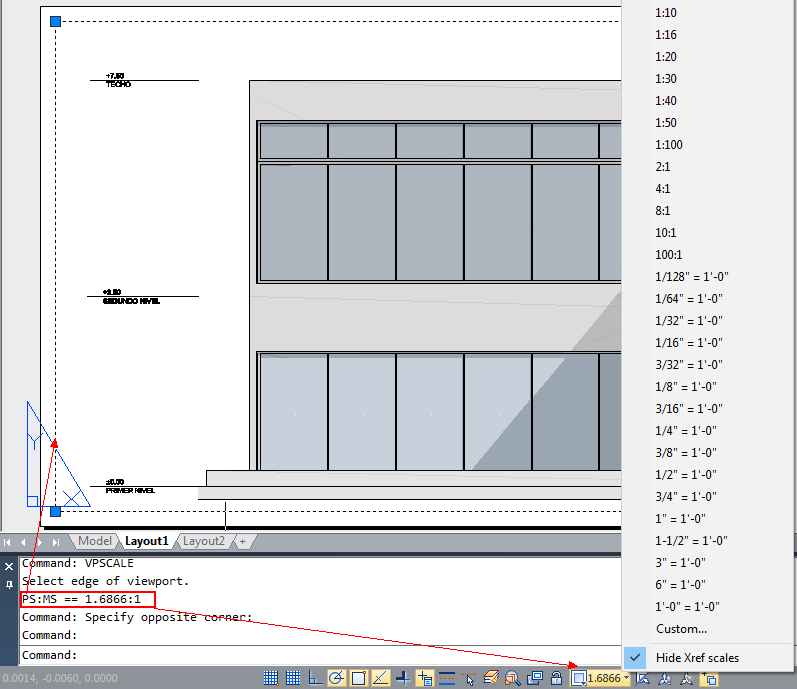 +7.50
TECHO
SEGUNDO NIVEL
±0.00
PRIMER NIVEL
Y
X
Model
Layout1
Layout2
+
Command: VPSCALE
Select edge of viewport.
PS:MS == 1.6866:1
Command: Specify opposite corner:
Command:
Command:
0.0014, -0.0060, 0.0000
1.6866
1:10
1:16
1:20
1:30
1:40
1:50
1:100
2:1
4:1
8:1
10:1
100:1
1/128" = 1'-0"
1/64" = 1'-0"
1/32" = 1'-0"
1/16" = 1'-0"
3/32" = 1'-0"
1/8" = 1'-0"
3/16" = 1'-0"
1/4" = 1'-0"
3/8" = 1'-0"
1/2" = 1'-0"
3/4" = 1'-0"
1" = 1'-0"
1-1/2" = 1'-0"
3" = 1'-0"
6" = 1'-0"
1'-0" = 1'-0"
Custom...
Hide Xref scales